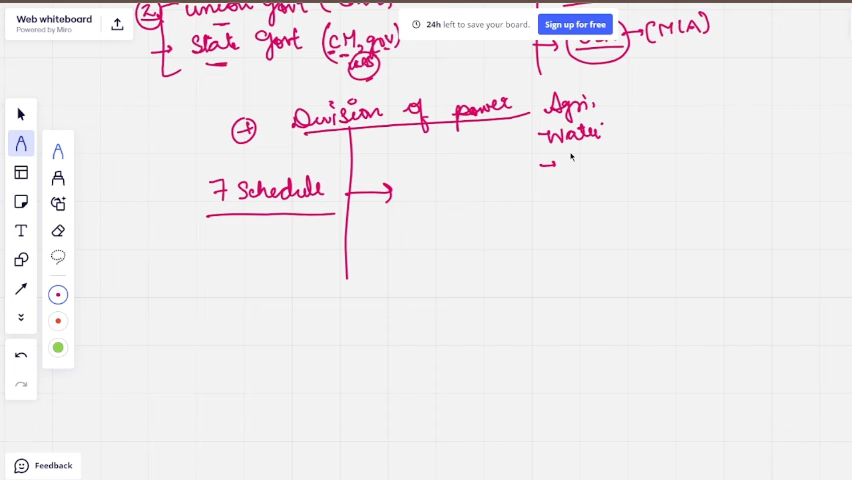 Web whiteboard
Powered by Miro
24h left to save your board.
Sign up for free
2. Union Govt
→ State Govt (CM, gov)
→ (MLA)
+ Division of power
Agri.
-Water
→
7 Schedule →
T
Feedback